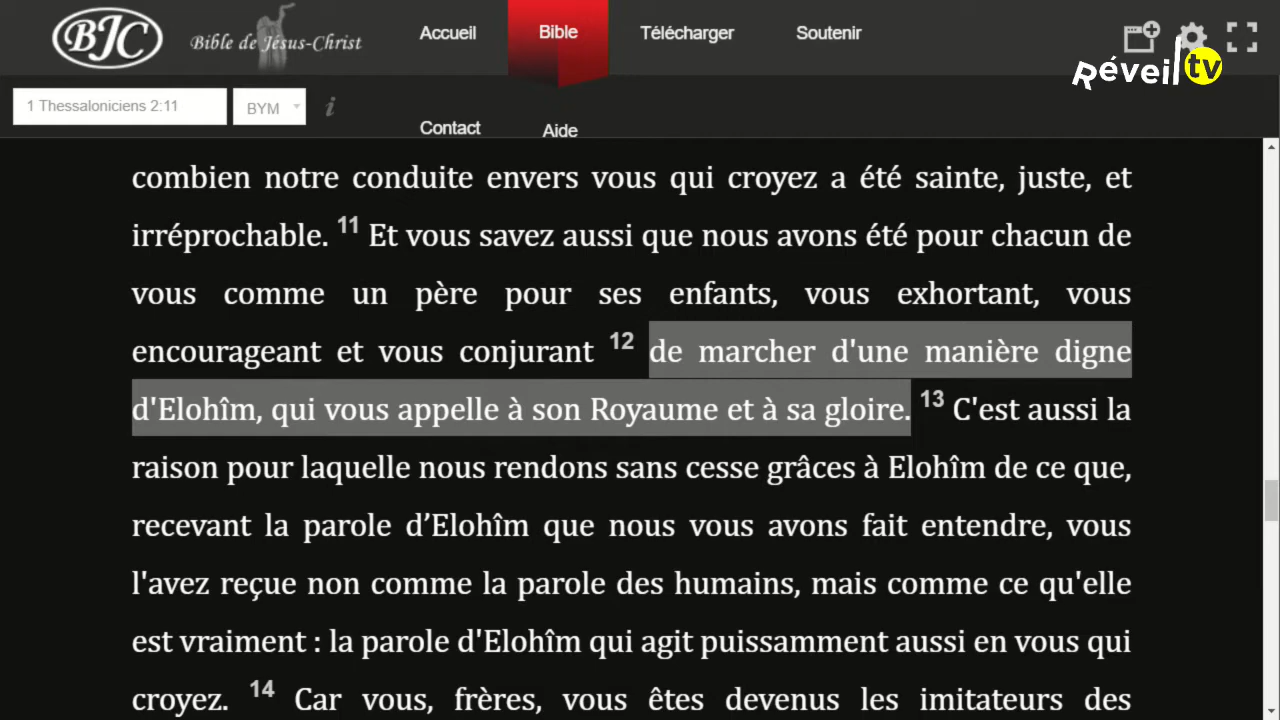 BJC
Bible de Jésus-Christ
Accueil
Bible
Télécharger
Soutenir
Réveil tv
1 Thessaloniciens 2:11
BYM
i
Contact
Aide
combien notre conduite envers vous qui croyez a été sainte, juste, et
irréprochable. 11 Et vous savez aussi que nous avons été pour chacun de
vous comme un père pour ses enfants, vous exhortant, vous
encourageant et vous conjurant 12 de marcher d'une manière digne
d'Elohîm, qui vous appelle à son Royaume et à sa gloire. 13 C'est aussi la
raison pour laquelle nous rendons sans cesse grâces à Elohîm de ce que,
recevant la parole d’Elohîm que nous vous avons fait entendre, vous
l'avez reçue non comme la parole des humains, mais comme ce qu'elle
est vraiment : la parole d'Elohîm qui agit puissamment aussi en vous qui
croyez. 14 Car vous, frères, vous êtes devenus les imitateurs des